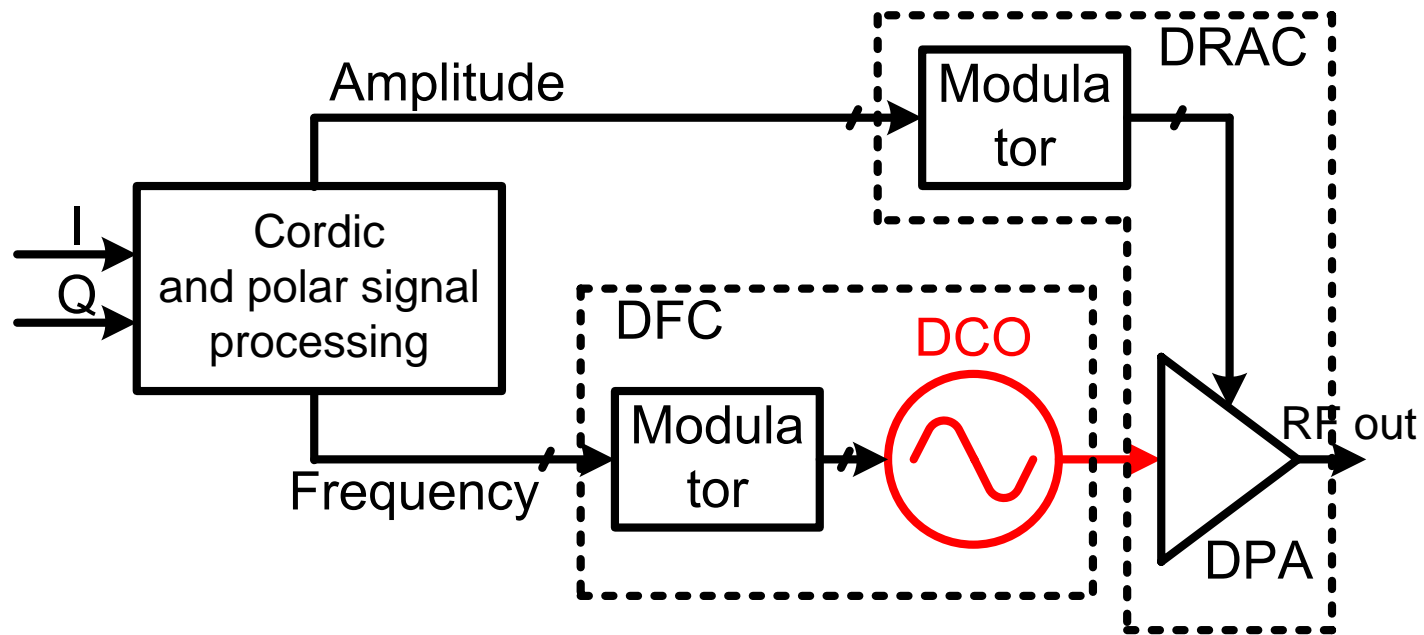 DRAC
Amplitude
Modula
tor
I
Q
Cordic
and polar signal
processing
DFC
DCO
Modula
tor
Frequency
RF out
DPA